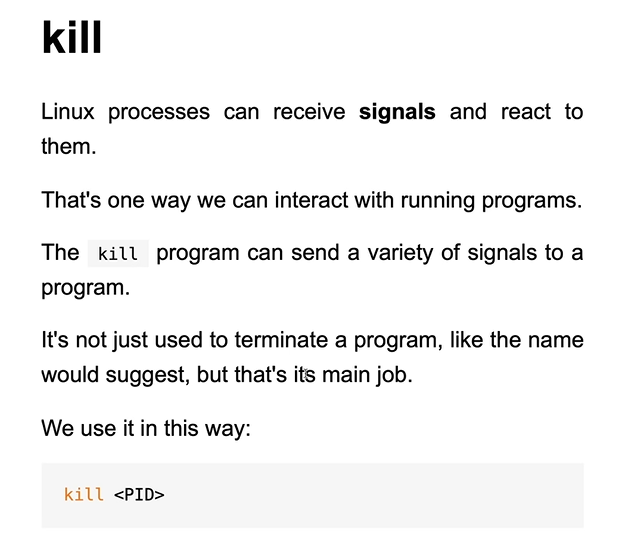 kill
Linux processes can receive signals and react to
them.
That's one way we can interact with running programs.
The kill program can send a variety of signals to a
program.
It's not just used to terminate a program, like the name
would suggest, but that's its main job.
We use it in this way:
kill <PID>